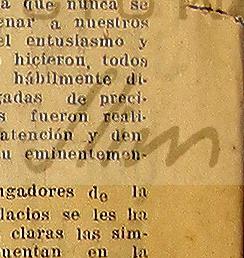 a que nunca se
enar a nuestros
el entusiasmo y
hicieron, todos
hábilmente di-
gadas de preci-
s fueron reali-
atención y den
u eminentemen-
ugadores de la
lacios se les ha
claras las sim-
uentan en la